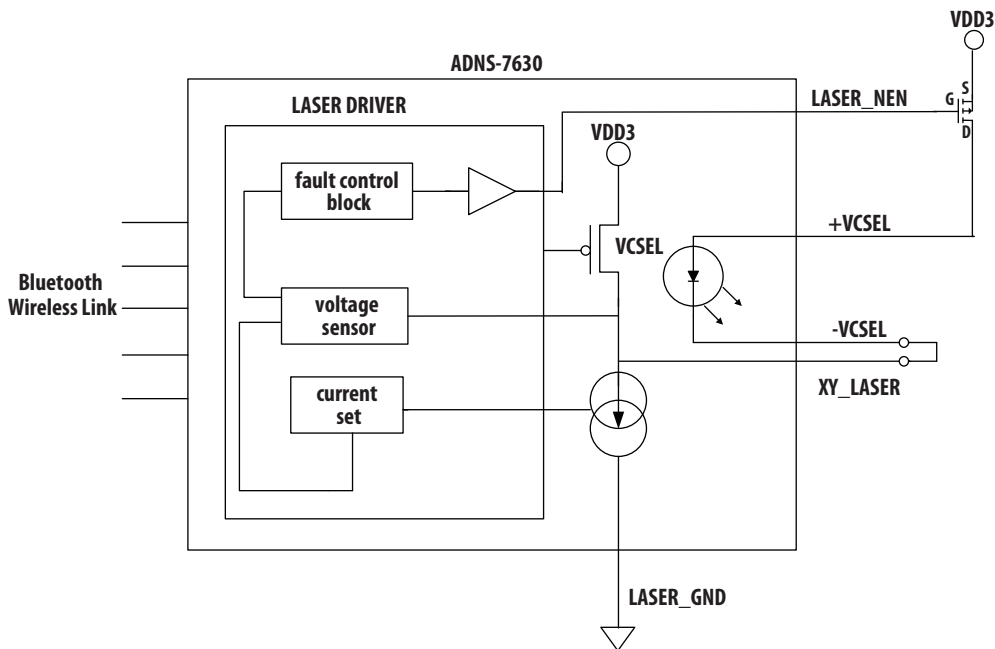 VDD3
ADNS-7630
LASER DRIVER
LASER_NEN
G
S
D
VDD3
fault control
block
VCSEL
+VCSEL
Bluetooth
Wireless Link
voltage
sensor
-VCSEL
XY_LASER
current
set
LASER_GND